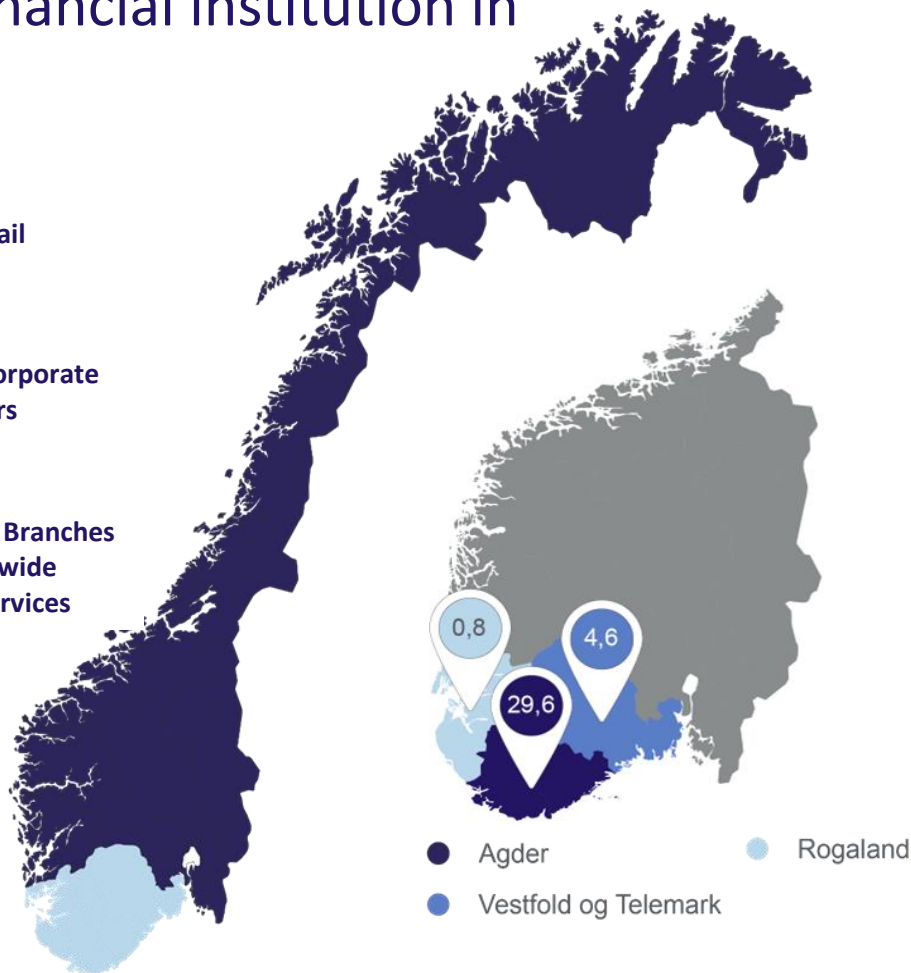 nancial institution in
ail
orporate
rs
Branches
wide
rvices
0,8
4,6
29,6
Agder
Rogaland
Vestfold og Telemark